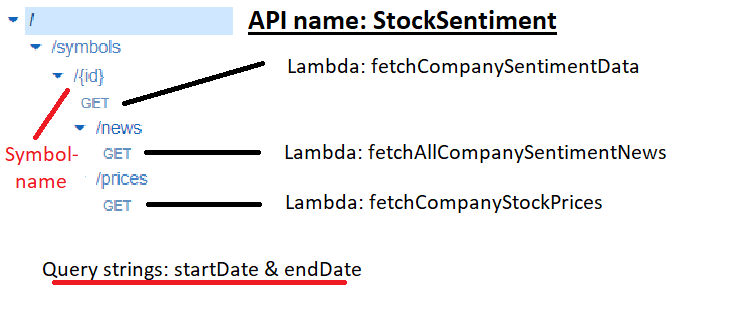 /
API name: StockSentiment
/symbols
/{id}
Lambda: fetchCompanySentimentData
GET
/news
Symbol-
name
GET
Lambda: fetchAllCompanySentimentNews
/prices
GET
Lambda: fetchCompanyStockPrices
Query strings: startDate & endDate